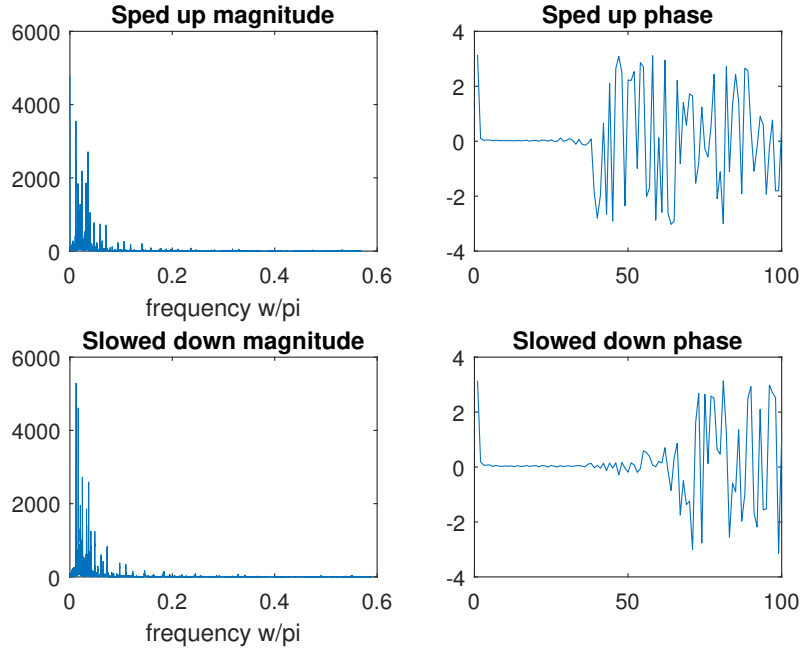 Sped up magnitude
6000
4000
2000
0
0 0.2 0.4 0.6
frequency w/pi
Sped up phase
4
2
0
-2
-4
0 50 100
Slowed down magnitude
6000
4000
2000
0
0 0.2 0.4 0.6
frequency w/pi
Slowed down phase
4
2
0
-2
-4
0 50 100